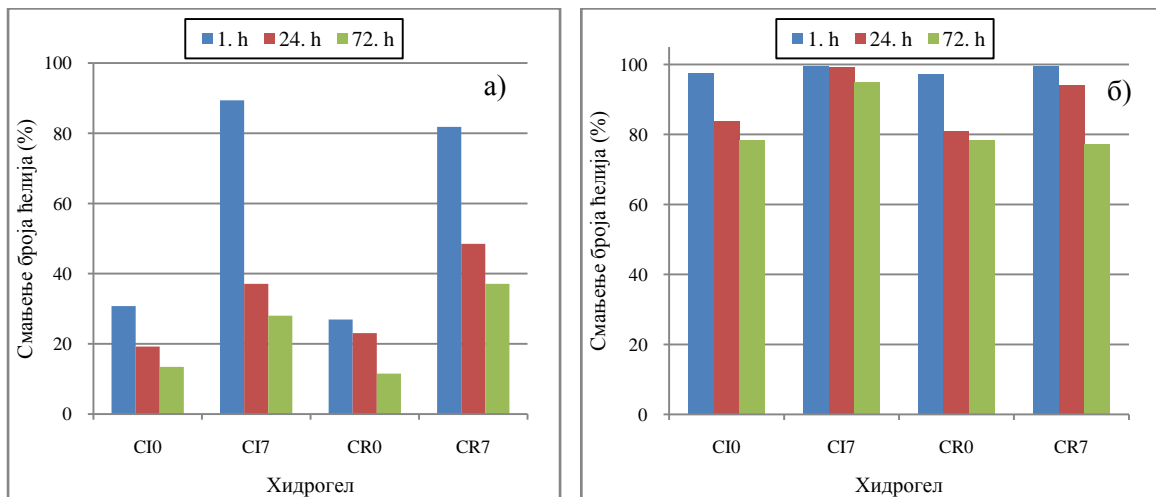 1. h 24. h 72. h
а)
Смањење броја ћелија (%)
100
80
60
40
20
0
CI0 CI7 CR0 CR7
Хидрогел
1. h 24. h 72. h
б)
Смањење броја ћелија (%)
100
80
60
40
20
0
CI0 CI7 CR0 CR7
Хидрогел